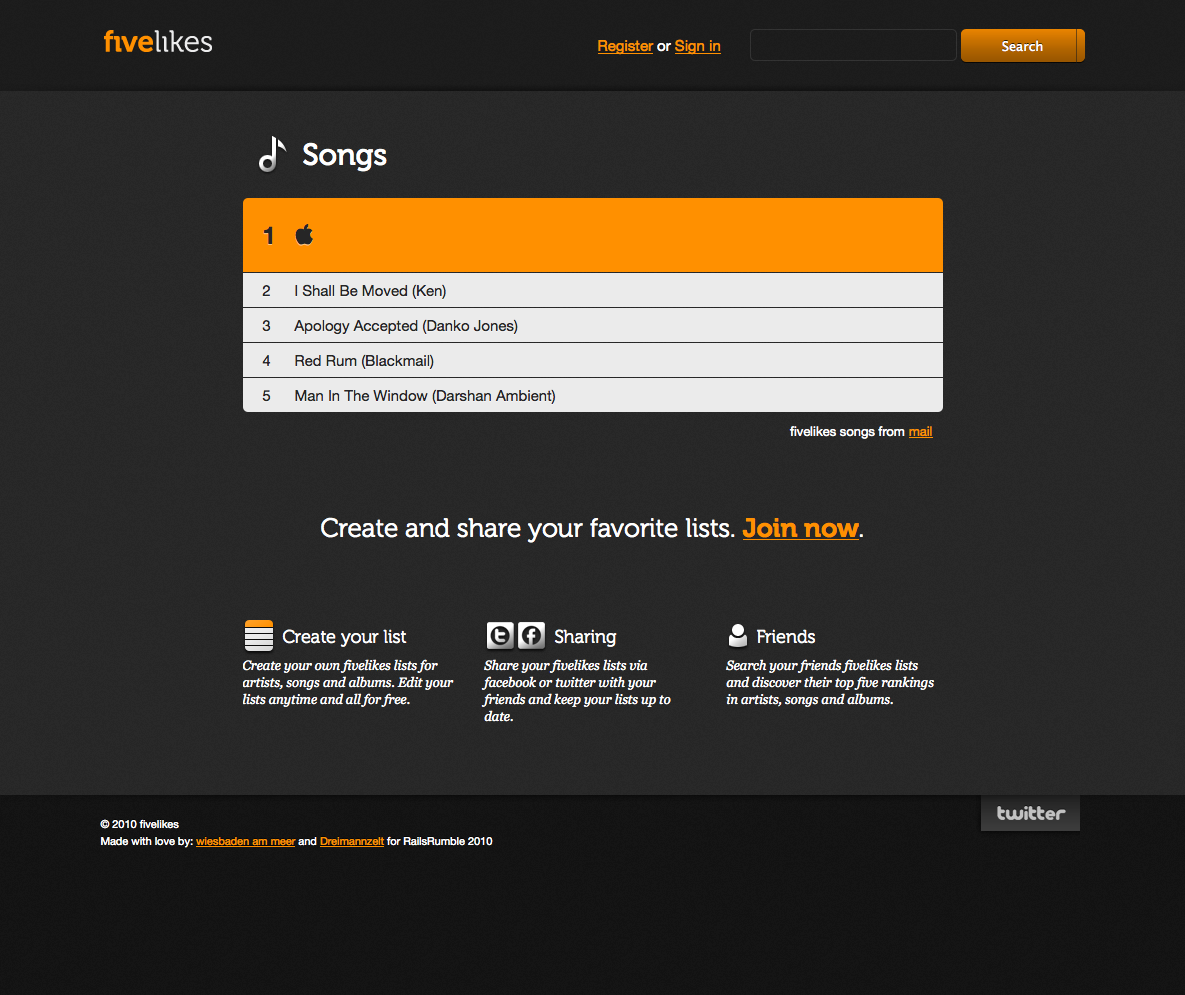 fivelikes
Register or Sign in
Search
Songs
1 
2 I Shall Be Moved (Ken)
3 Apology Accepted (Danko Jones)
4 Red Rum (Blackmail)
5 Man In The Window (Darshan Ambient)
fivelikes songs from mail
Create and share your favorite lists. Join now.
Create your list
Create your own fivelikes lists for
artists, songs and albums. Edit your
lists anytime and all for free.
Sharing
Share your fivelikes lists via
facebook or twitter with your
friends and keep your lists up to
date.
Friends
Search your friends fivelikes lists
and discover their top five rankings
in artists, songs and albums.
twitter
© 2010 fivelikes
Made with love by: wiesbaden am meer and Dreimannzelt for RailsRumble 2010